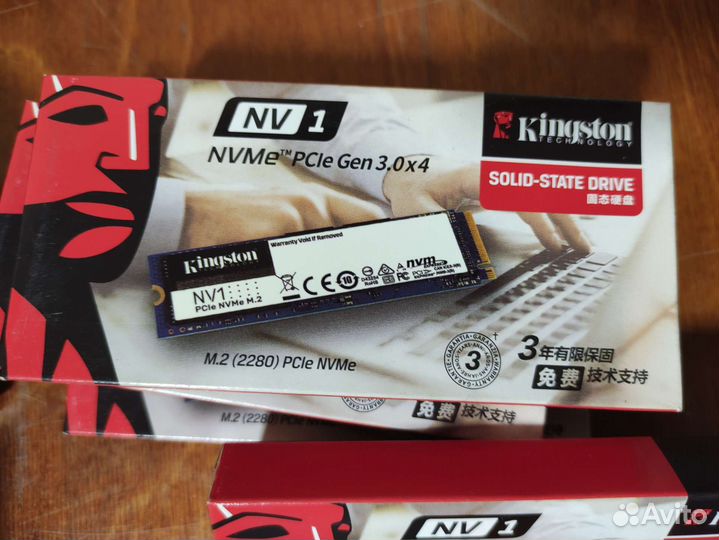 NV 1
NVMe™ PCIe Gen 3.0x4
Kingston
TECHNOLOGY
SOLID-STATE DRIVE
固态硬盘
Warranty Void If Removed
Kingston
NV1
PCIe NVMe M.2
nvm
M.2 (2280) PCIe NVMe
3
3年有限保固
免费 技术支持
M.2 (2280) PCIe
免费 技术支持
NV 1
Avito